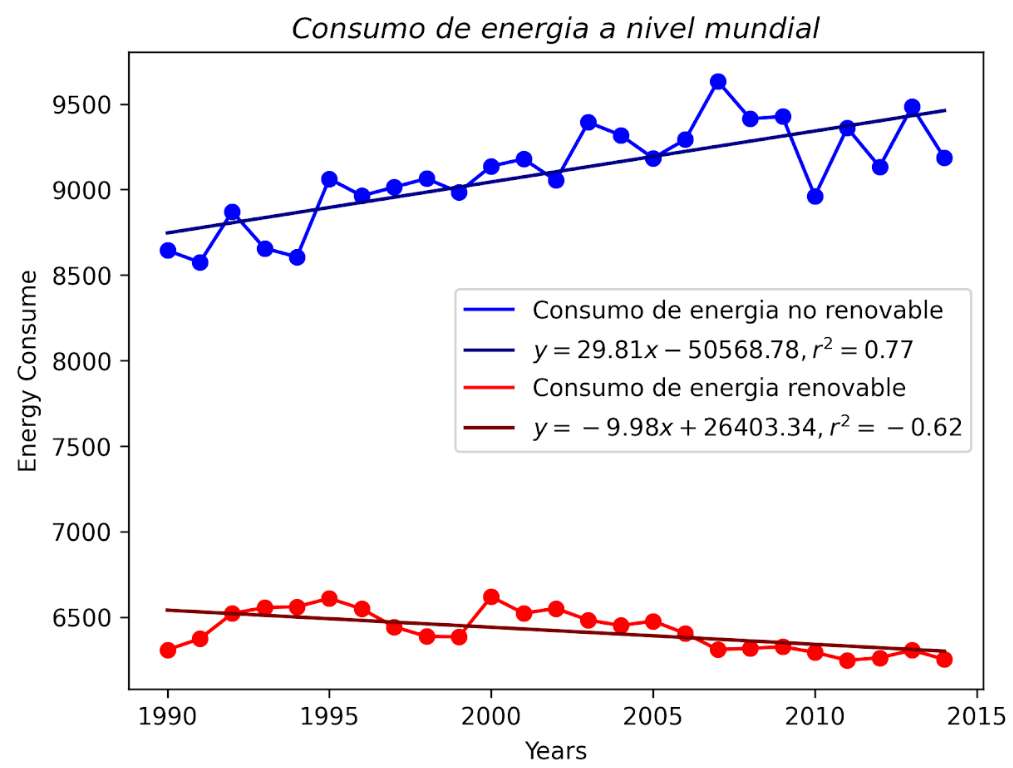 Consumo de energia a nivel mundial
Energy Consume
9500
9000
8500
8000
7500
7000
6500
Consumo de energia no renovable
y = 29.81x − 50568.78, r² = 0.77
Consumo de energia renovable
y = − 9.98x + 26403.34, r² = − 0.62
1990 1995 2000 2005 2010 2015
Years